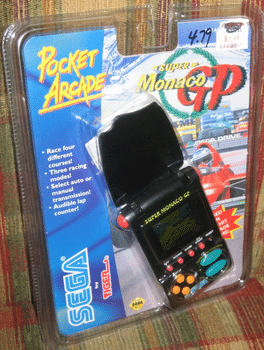 4.79
POCKET
ARCADE
SUPER
Monaco
GP
• Race four
different
courses!
• Three racing
modes!
• Select auto or
manual
transmission!
• Audible lap
counter!
SUPER MONACO GP
SEGA
by TIGER
SEGA